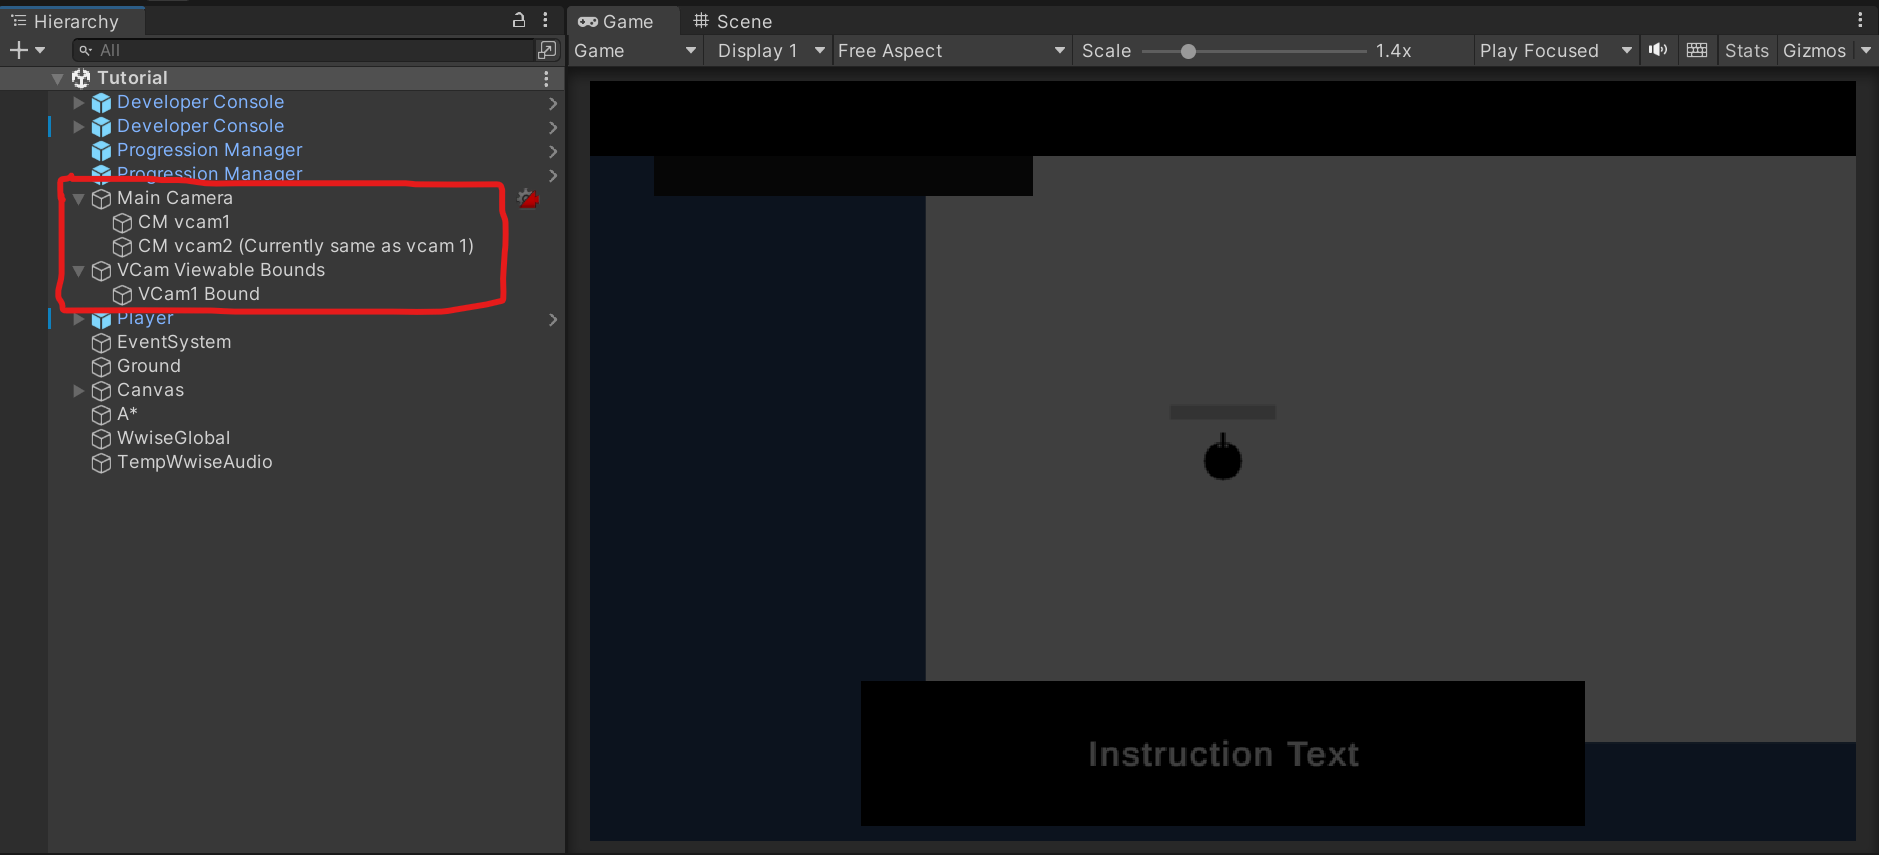 Hierarchy
All
Tutorial
Developer Console
Developer Console
Progression Manager
Progression Manager
Main Camera
CM vcam1
CM vcam2 (Currently same as vcam 1)
VCam Viewable Bounds
VCam1 Bound
Player
EventSystem
Ground
Canvas
A*
WwiseGlobal
TempWwiseAudio
Game Scene
Game Display 1 Free Aspect Scale 1.4x Play Focused Stats Gizmos
Instruction Text